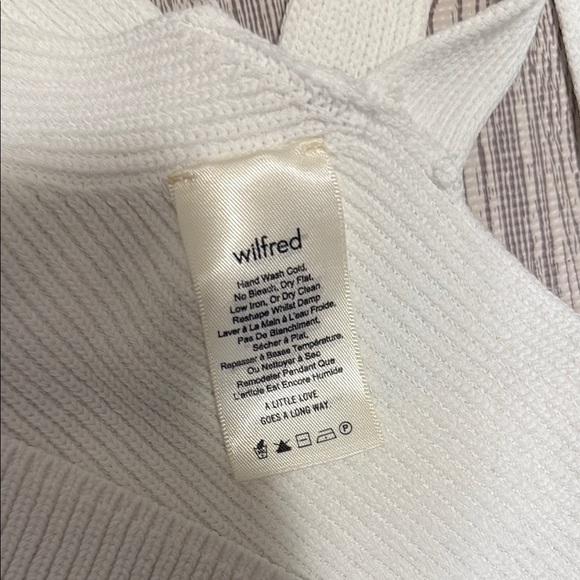 wilfred
Hand Wash Cold,
No Bleach, Dry Flat,
Low Iron, Or Dry Clean
Reshape Whilst Damp
Laver à La Main à L'eau Froide,
Pas De Blanchiment,
Sécher à Plat,
Repasser à Basse Température,
Ou Nettoyer à Sec
Remodeler Pendant Que
L'article Est Encore Humide
A LITTLE LOVE
GOES A LONG WAY.
P